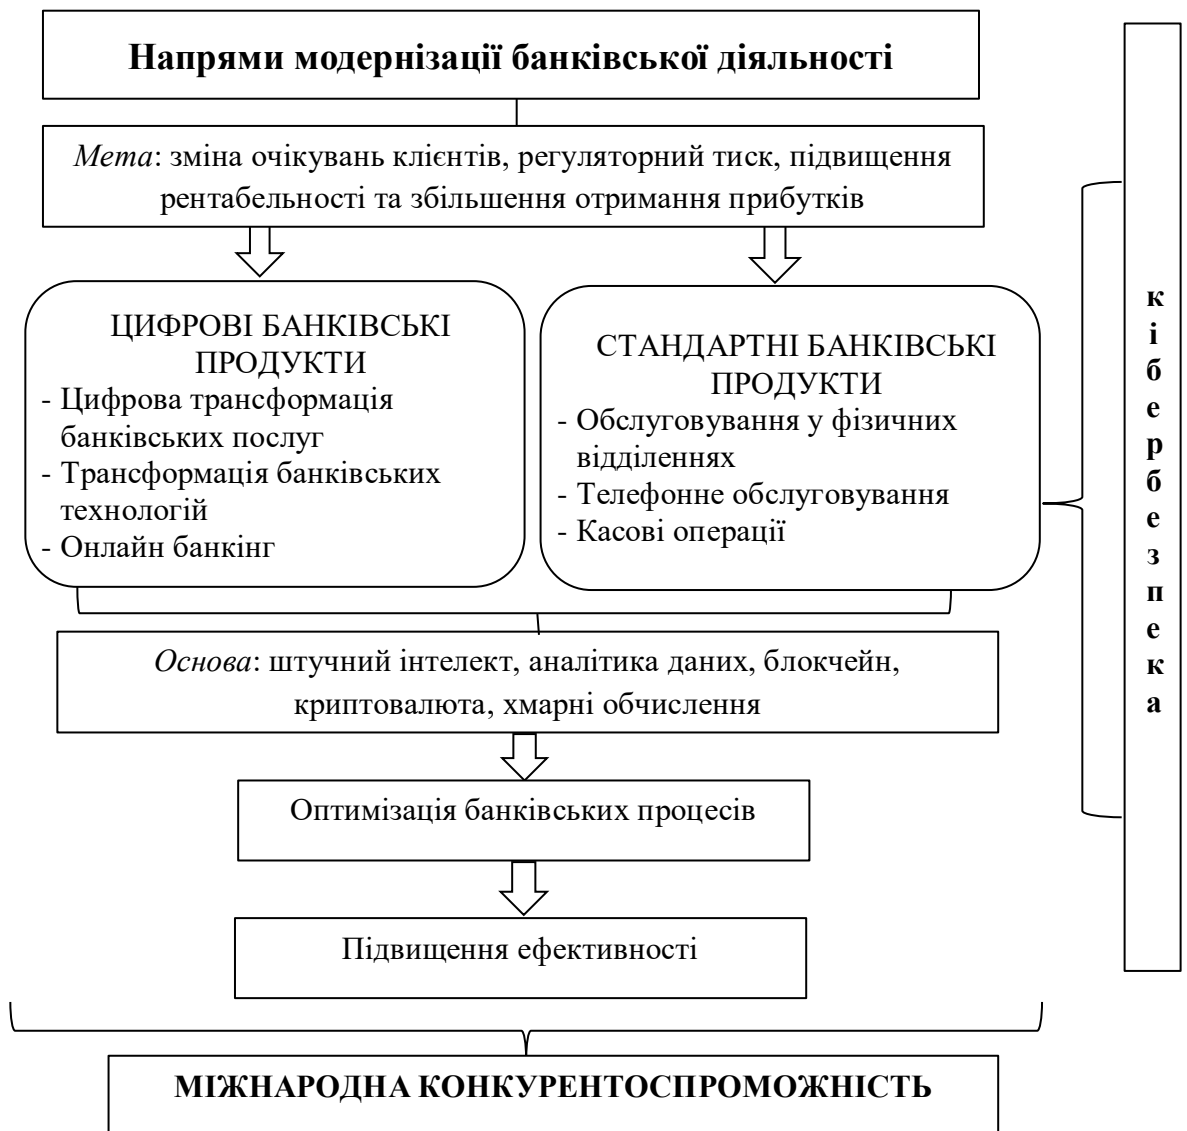 Напрями модернізації банківської діяльності
Мета: зміна очікувань клієнтів, регуляторний тиск, підвищення
рентабельності та збільшення отримання прибутків
ЦИФРОВІ БАНКІВСЬКІ
ПРОДУКТИ
- Цифрова трансформація
банківських послуг
- Трансформація банківських
технологій
- Онлайн банкінг
СТАНДАРТНІ БАНКІВСЬКІ
ПРОДУКТИ
- Обслуговування у фізичних
відділеннях
- Телефонне обслуговування
- Касові операції
Основа: штучний інтелект, аналітика даних, блокчейн,
криптовалюта, хмарні обчислення
Оптимізація банківських процесів
Підвищення ефективності
МІЖНАРОДНА КОНКУРЕНТОСПРОМОЖНІСТЬ
кібербезпека